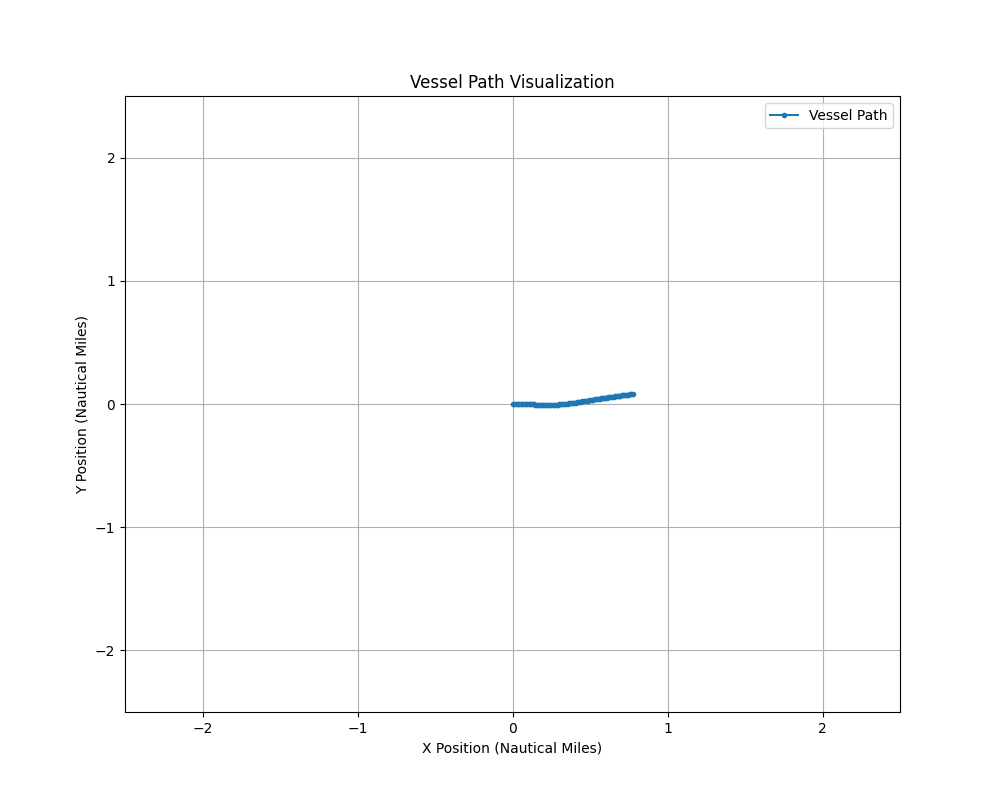 Vessel Path Visualization
Vessel Path
2
1
0
−1
−2
Y Position (Nautical Miles)
−2
−1
0
1
2
X Position (Nautical Miles)